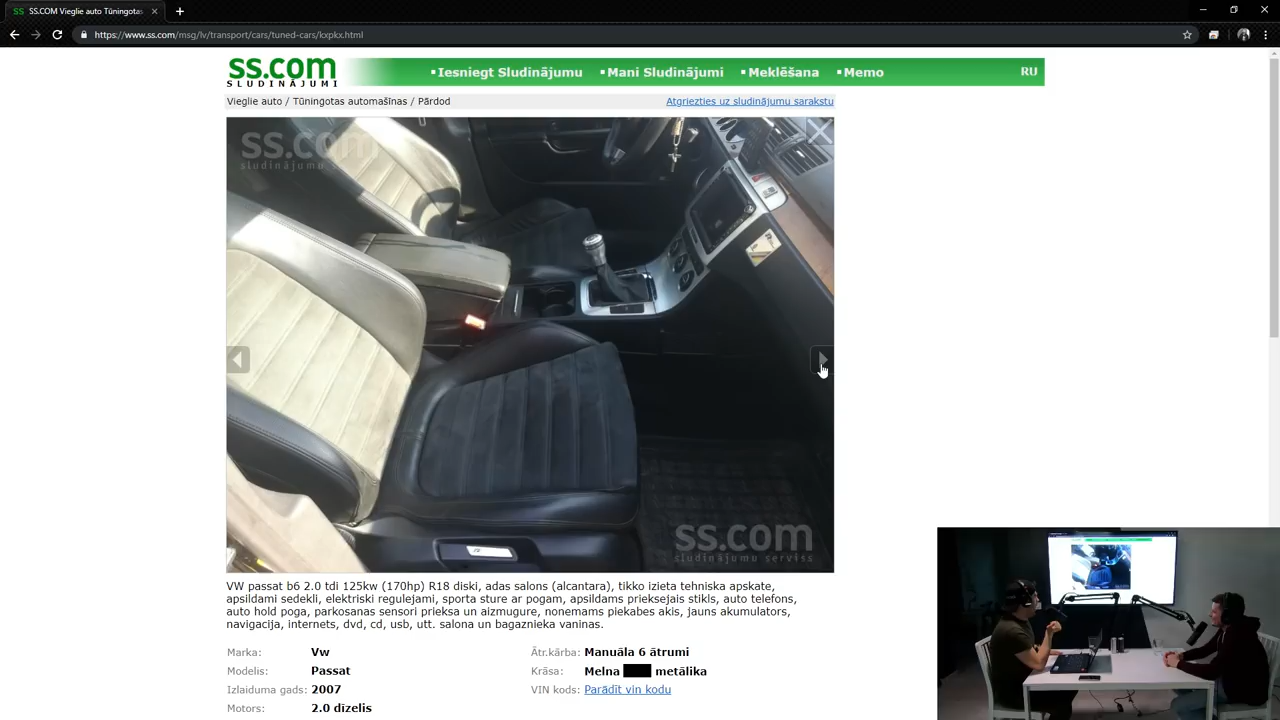 SS SS.COM Vieglie auto Tūningotas
https://www.ss.com/msg/lv/transport/cars/tuned-cars/kxpkx.html
ss.com
SLUDINĀJUMI
Iesniegt Sludinājumu Mani Sludinājumi Meklēšana Memo RU
Vieglie auto / Tūningotas automašīnas / Pārdod Atgriezties uz sludinājumu sarakstu
ss.com
sludinājumu s
ss.com
sludinājumu serviss
VW passat b6 2.0 tdi 125kw (170hp) R18 diski, adas salons (alcantara), tikko izieta tehniska apskate,
apsildami sedekli, elektriski regulejami, sporta sture ar pogam, apsildams prieksejais stikls, auto telefons,
auto hold poga, parkosanas sensori prieksa un aizmugure, nonemams piekabes akis, jauns akumulators,
navigacija, internets, dvd, cd, usb, utt. salona un bagaznieka vaninas.
Marka: Vw Ātr.kārba: Manuāla 6 ātrumi
Modelis: Passat Krāsa: Melna metālika
Izlaiduma gads: 2007 VIN kods: Parādīt vin kodu
Motors: 2.0 dīzelis